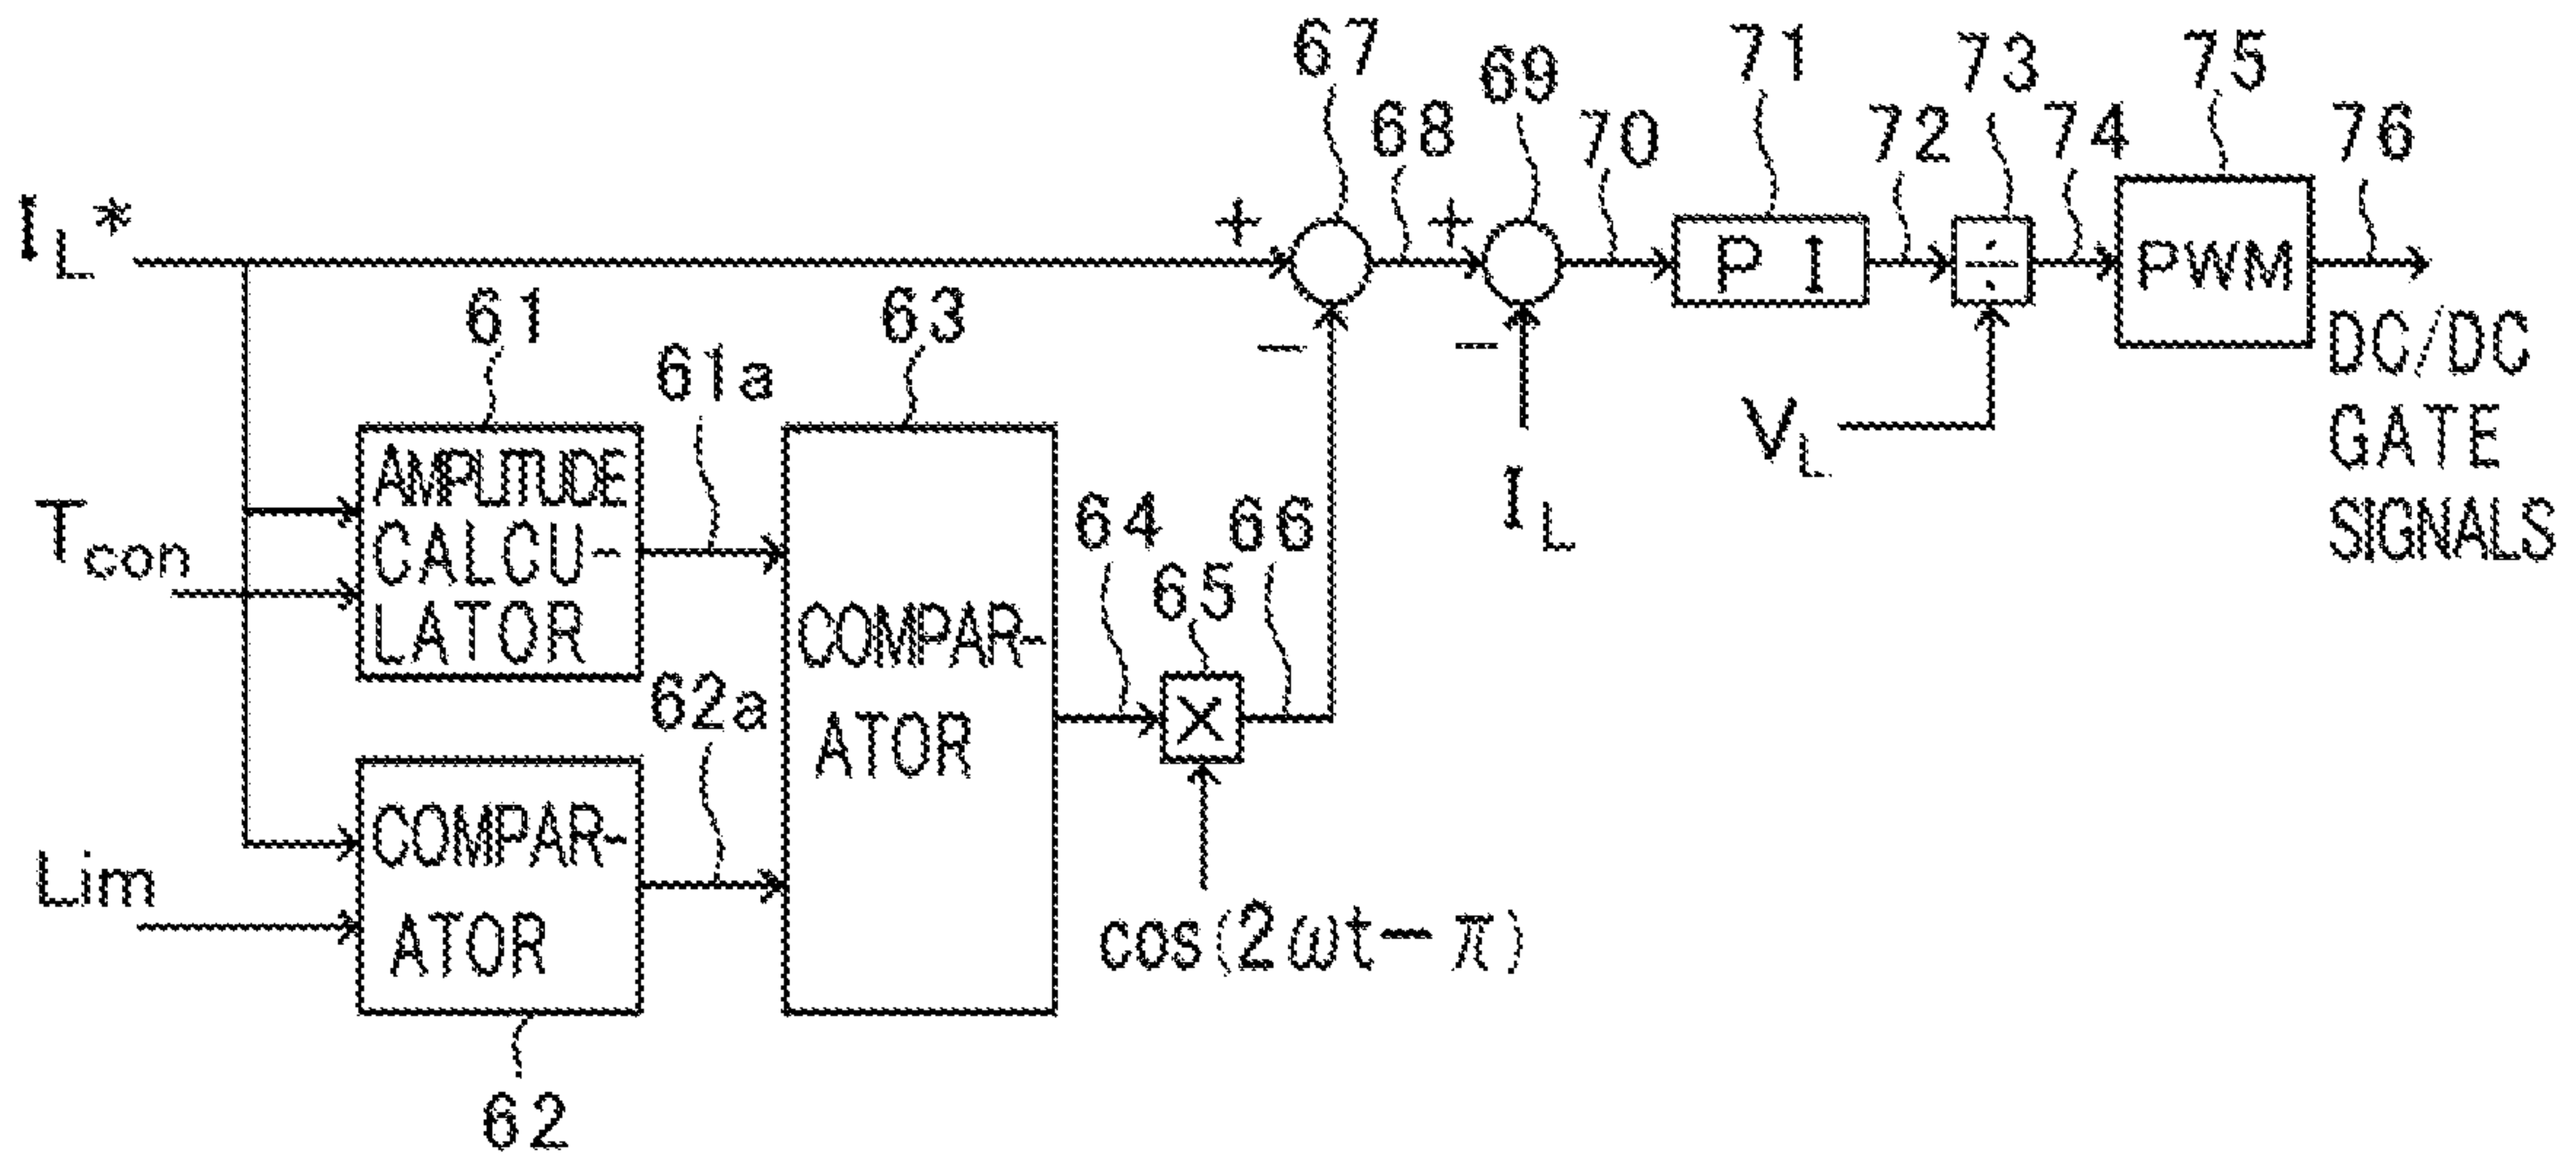 67
69
71
73
75
68
70
72
74
76
I_L*
+
+
PI
÷
PWM
61
63
61a
−
−
DC/DC
GATE
SIGNALS
V_L
I_L
AMPLITUDE
CALCU-
LATOR
T_con
COMPAR-
ATOR
64
65
66
62a
×
COMPAR-
ATOR
Lim
cos(2ωt−π)
62